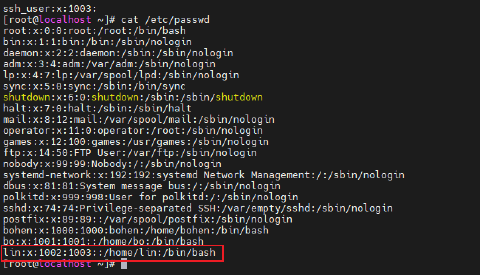 ssh_user:x:1003:
[root@localhost ~]# cat /etc/passwd
root:x:0:0:root:/root:/bin/bash
bin:x:1:1:bin:/bin:/sbin/nologin
daemon:x:2:2:daemon:/sbin:/sbin/nologin
adm:x:3:4:adm:/var/adm:/sbin/nologin
lp:x:4:7:lp:/var/spool/lpd:/sbin/nologin
sync:x:5:0:sync:/sbin:/bin/sync
shutdown:x:6:0:shutdown:/sbin:/sbin/shutdown
halt:x:7:0:halt:/sbin:/sbin/halt
mail:x:8:12:mail:/var/spool/mail:/sbin/nologin
operator:x:11:0:operator:/root:/sbin/nologin
games:x:12:100:games:/usr/games:/sbin/nologin
ftp:x:14:50:FTP User:/var/ftp:/sbin/nologin
nobody:x:99:99:Nobody:/:/sbin/nologin
systemd-network:x:192:192:systemd Network Management:/:/sbin/nologin
dbus:x:81:81:System message bus:/:/sbin/nologin
polkitd:x:999:998:User for polkitd:/:/sbin/nologin
sshd:x:74:74:Privilege-separated SSH:/var/empty/sshd:/sbin/nologin
postfix:x:89:89::/var/spool/postfix:/sbin/nologin
bohen:x:1000:1000:bohen:/home/bohen:/bin/bash
bo:x:1001:1001::/home/bo:/bin/bash
lin:x:1002:1003::/home/lin:/bin/bash
[root@localhost ~]#